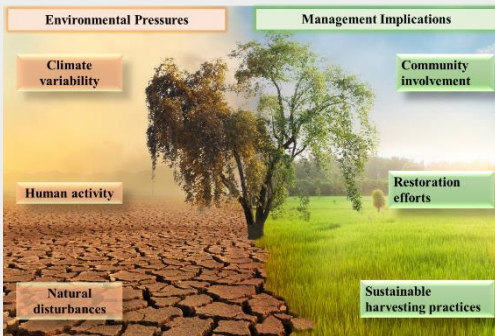 Environmental Pressures
Management Implications
Climate
variability
Community
involvement
Human activity
Restoration
efforts
Natural
disturbances
Sustainable
harvesting practices